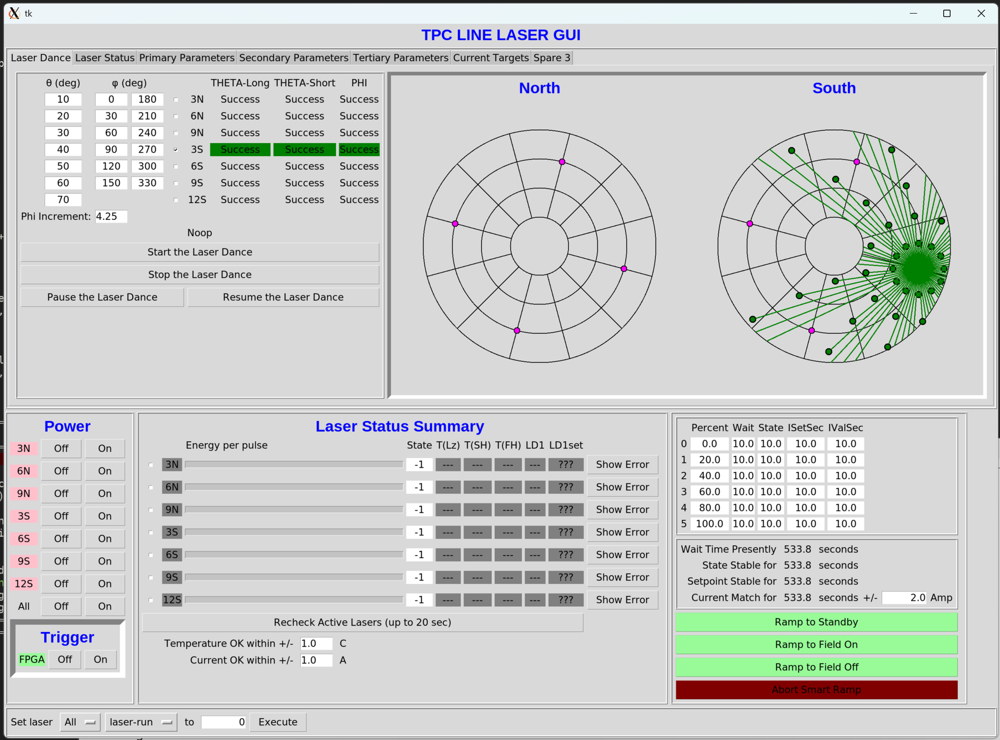 tk
TPC LINE LASER GUI
Laser Dance Laser Status Primary Parameters Secondary Parameters Tertiary Parameters Current Targets Spare 3
θ (deg) φ (deg) THETA-Long THETA-Short PHI
10 0 180 3N Success Success Success
20 30 210 6N Success Success Success
30 60 240 9N Success Success Success
40 90 270 3S Success Success Success
50 120 300 6S Success Success Success
60 150 330 9S Success Success Success
70 12S Success Success Success
Phi Increment: 4.25
Noop
Start the Laser Dance
Stop the Laser Dance
Pause the Laser Dance Resume the Laser Dance
North South
Power
3N Off On
6N Off On
9N Off On
3S Off On
6S Off On
9S Off On
12S Off On
All Off On
Trigger
FPGA Off On
Laser Status Summary
Energy per pulse State T(Lz) T(SH) T(FH) LD1 LD1set
3N -1 --- --- --- --- ??? Show Error
6N -1 --- --- --- --- ??? Show Error
9N -1 --- --- --- --- ??? Show Error
3S -1 --- --- --- --- ??? Show Error
6S -1 --- --- --- --- ??? Show Error
9S -1 --- --- --- --- ??? Show Error
12S -1 --- --- --- --- ??? Show Error
Recheck Active Lasers (up to 20 sec)
Temperature OK within +/- 1.0 C
Current OK within +/- 1.0 A
Percent Wait State ISetSec IValSec
0 0.0 10.0 10.0 10.0 10.0
1 20.0 10.0 10.0 10.0 10.0
2 40.0 10.0 10.0 10.0 10.0
3 60.0 10.0 10.0 10.0 10.0
4 80.0 10.0 10.0 10.0 10.0
5 100.0 10.0 10.0 10.0 10.0
Wait Time Presently 533.8 seconds
State Stable for 533.8 seconds
Setpoint Stable for 533.8 seconds
Current Match for 533.8 seconds +/- 2.0 Amp
Ramp to Standby
Ramp to Field On
Ramp to Field Off
Abort Smart Ramp
Set laser All laser-run to 0 Execute